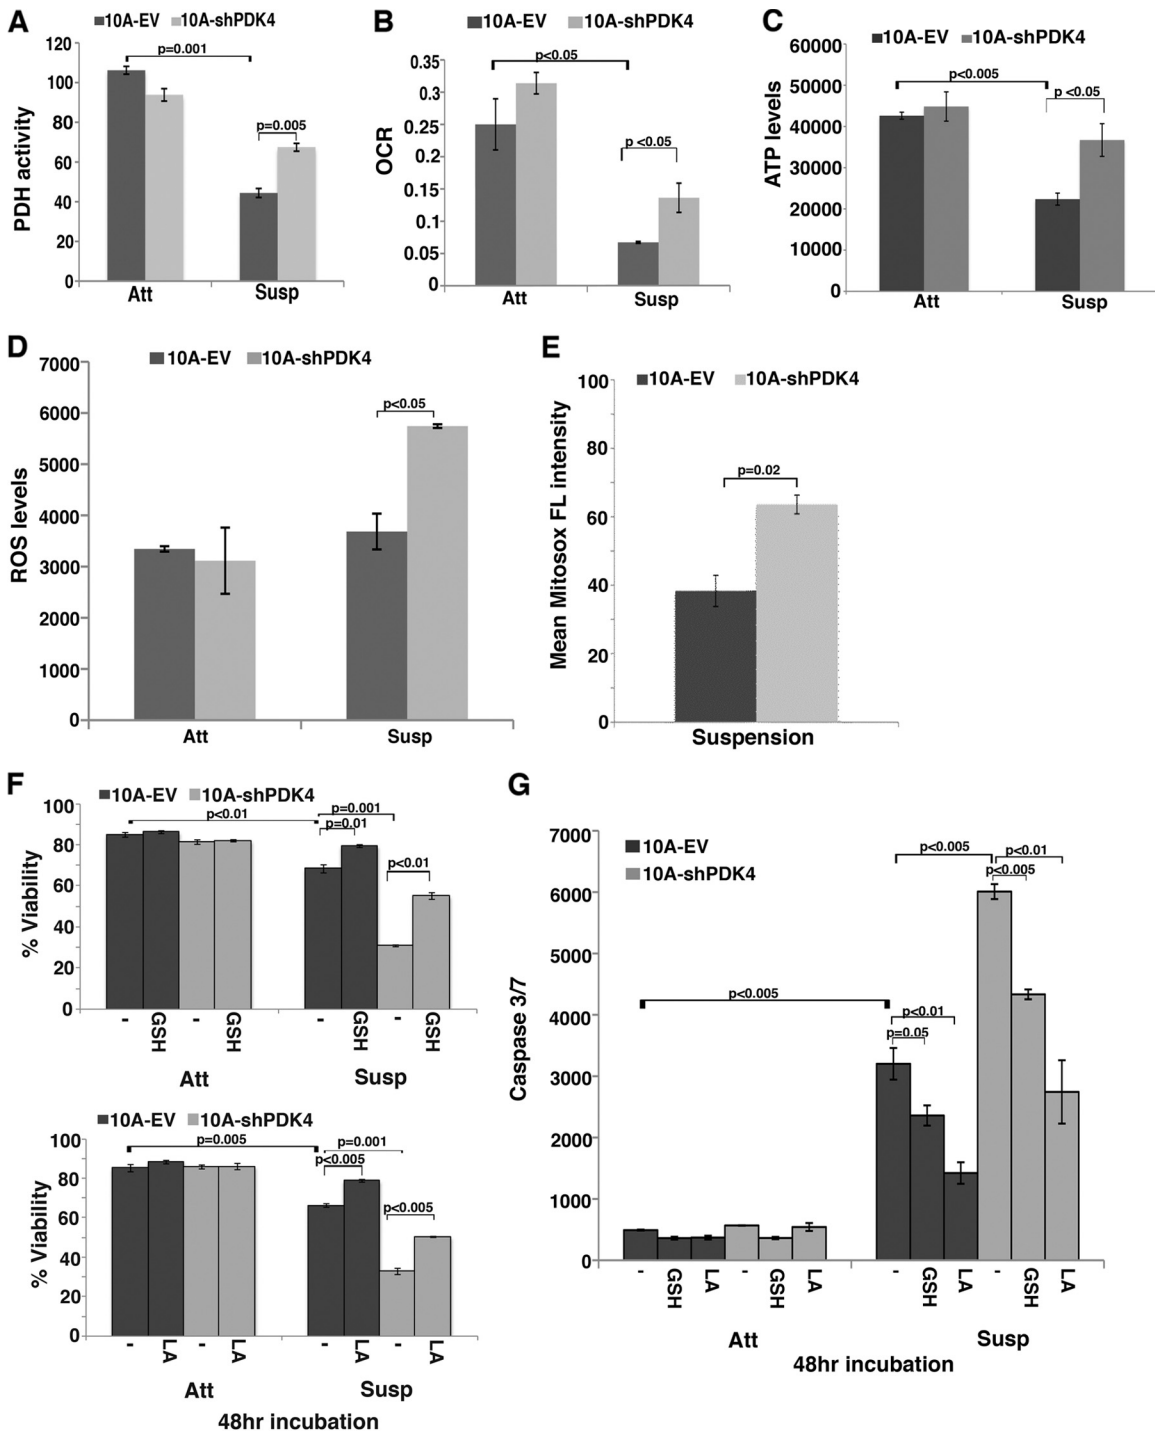 A
10A-EV 10A-shPDK4
PDH activity
120
100
80
60
40
20
0
p=0.001
p=0.005
Att Susp
B
10A-EV 10A-shPDK4
OCR
0.35
0.3
0.25
0.2
0.15
0.1
0.05
0
p<0.05
p <0.05
Att Susp
C
10A-EV 10A-shPDK4
ATP levels
60000
50000
40000
30000
20000
10000
0
p<0.005
p <0.05
Att Susp
D
10A-EV 10A-shPDK4
ROS levels
7000
6000
5000
4000
3000
2000
1000
0
p<0.05
Att Susp
E
10A-EV 10A-shPDK4
Mean Mitosox FL intensity
100
80
60
40
20
0
p=0.02
Suspension
F
10A-EV 10A-shPDK4
% Viability
100
80
60
40
20
0
p<0.01
p=0.001
p=0.01
p<0.01
- GSH - GSH - GSH - GSH
Att Susp
10A-EV 10A-shPDK4
% Viability
100
80
60
40
20
0
p=0.005
p=0.001
p<0.005
p<0.005
- LA - LA - LA - LA
Att Susp
48hr incubation
G
10A-EV
10A-shPDK4
Caspase 3/7
7000
6000
5000
4000
3000
2000
1000
0
p<0.005
p<0.01
p<0.005
p<0.005
p<0.01
p=0.05
- GSH LA - GSH LA - GSH LA - GSH LA
Att Susp
48hr incubation